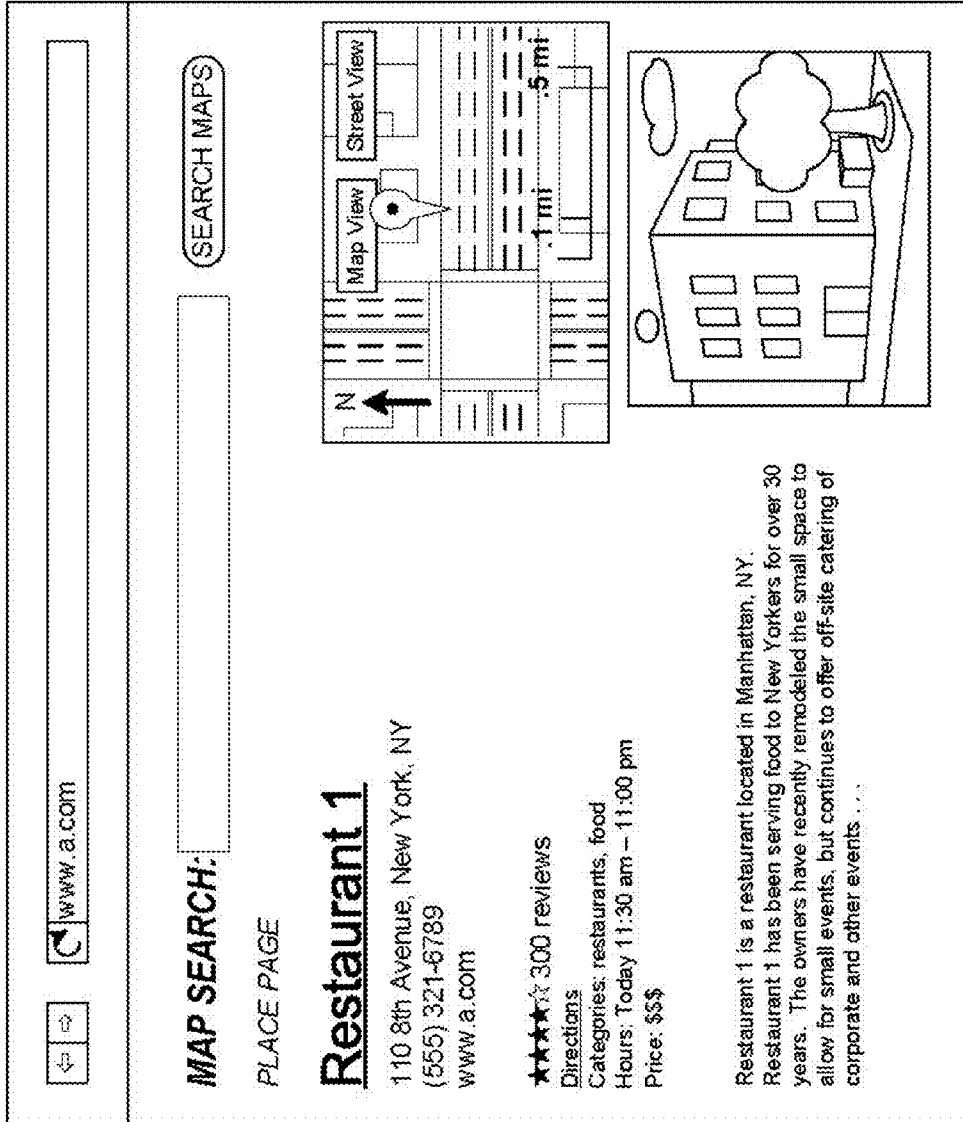 www.a.com
MAP SEARCH:
SEARCH MAPS
PLACE PAGE
Restaurant 1
110 8th Avenue, New York, NY
(555) 321-6789
www.a.com
★★★★☆ 300 reviews
Directions
Categories: restaurants, food
Hours: Today 11:30 am – 11:00 pm
Price: $$$
N
Map View
Street View
.1 mi
.5 mi
Restaurant 1 is a restaurant located in Manhattan, NY.
Restaurant 1 has been serving food to New Yorkers for over 30
years. The owners have recently remodeled the small space to
allow for small events, but continues to offer off-site catering of
corporate and other events . . .